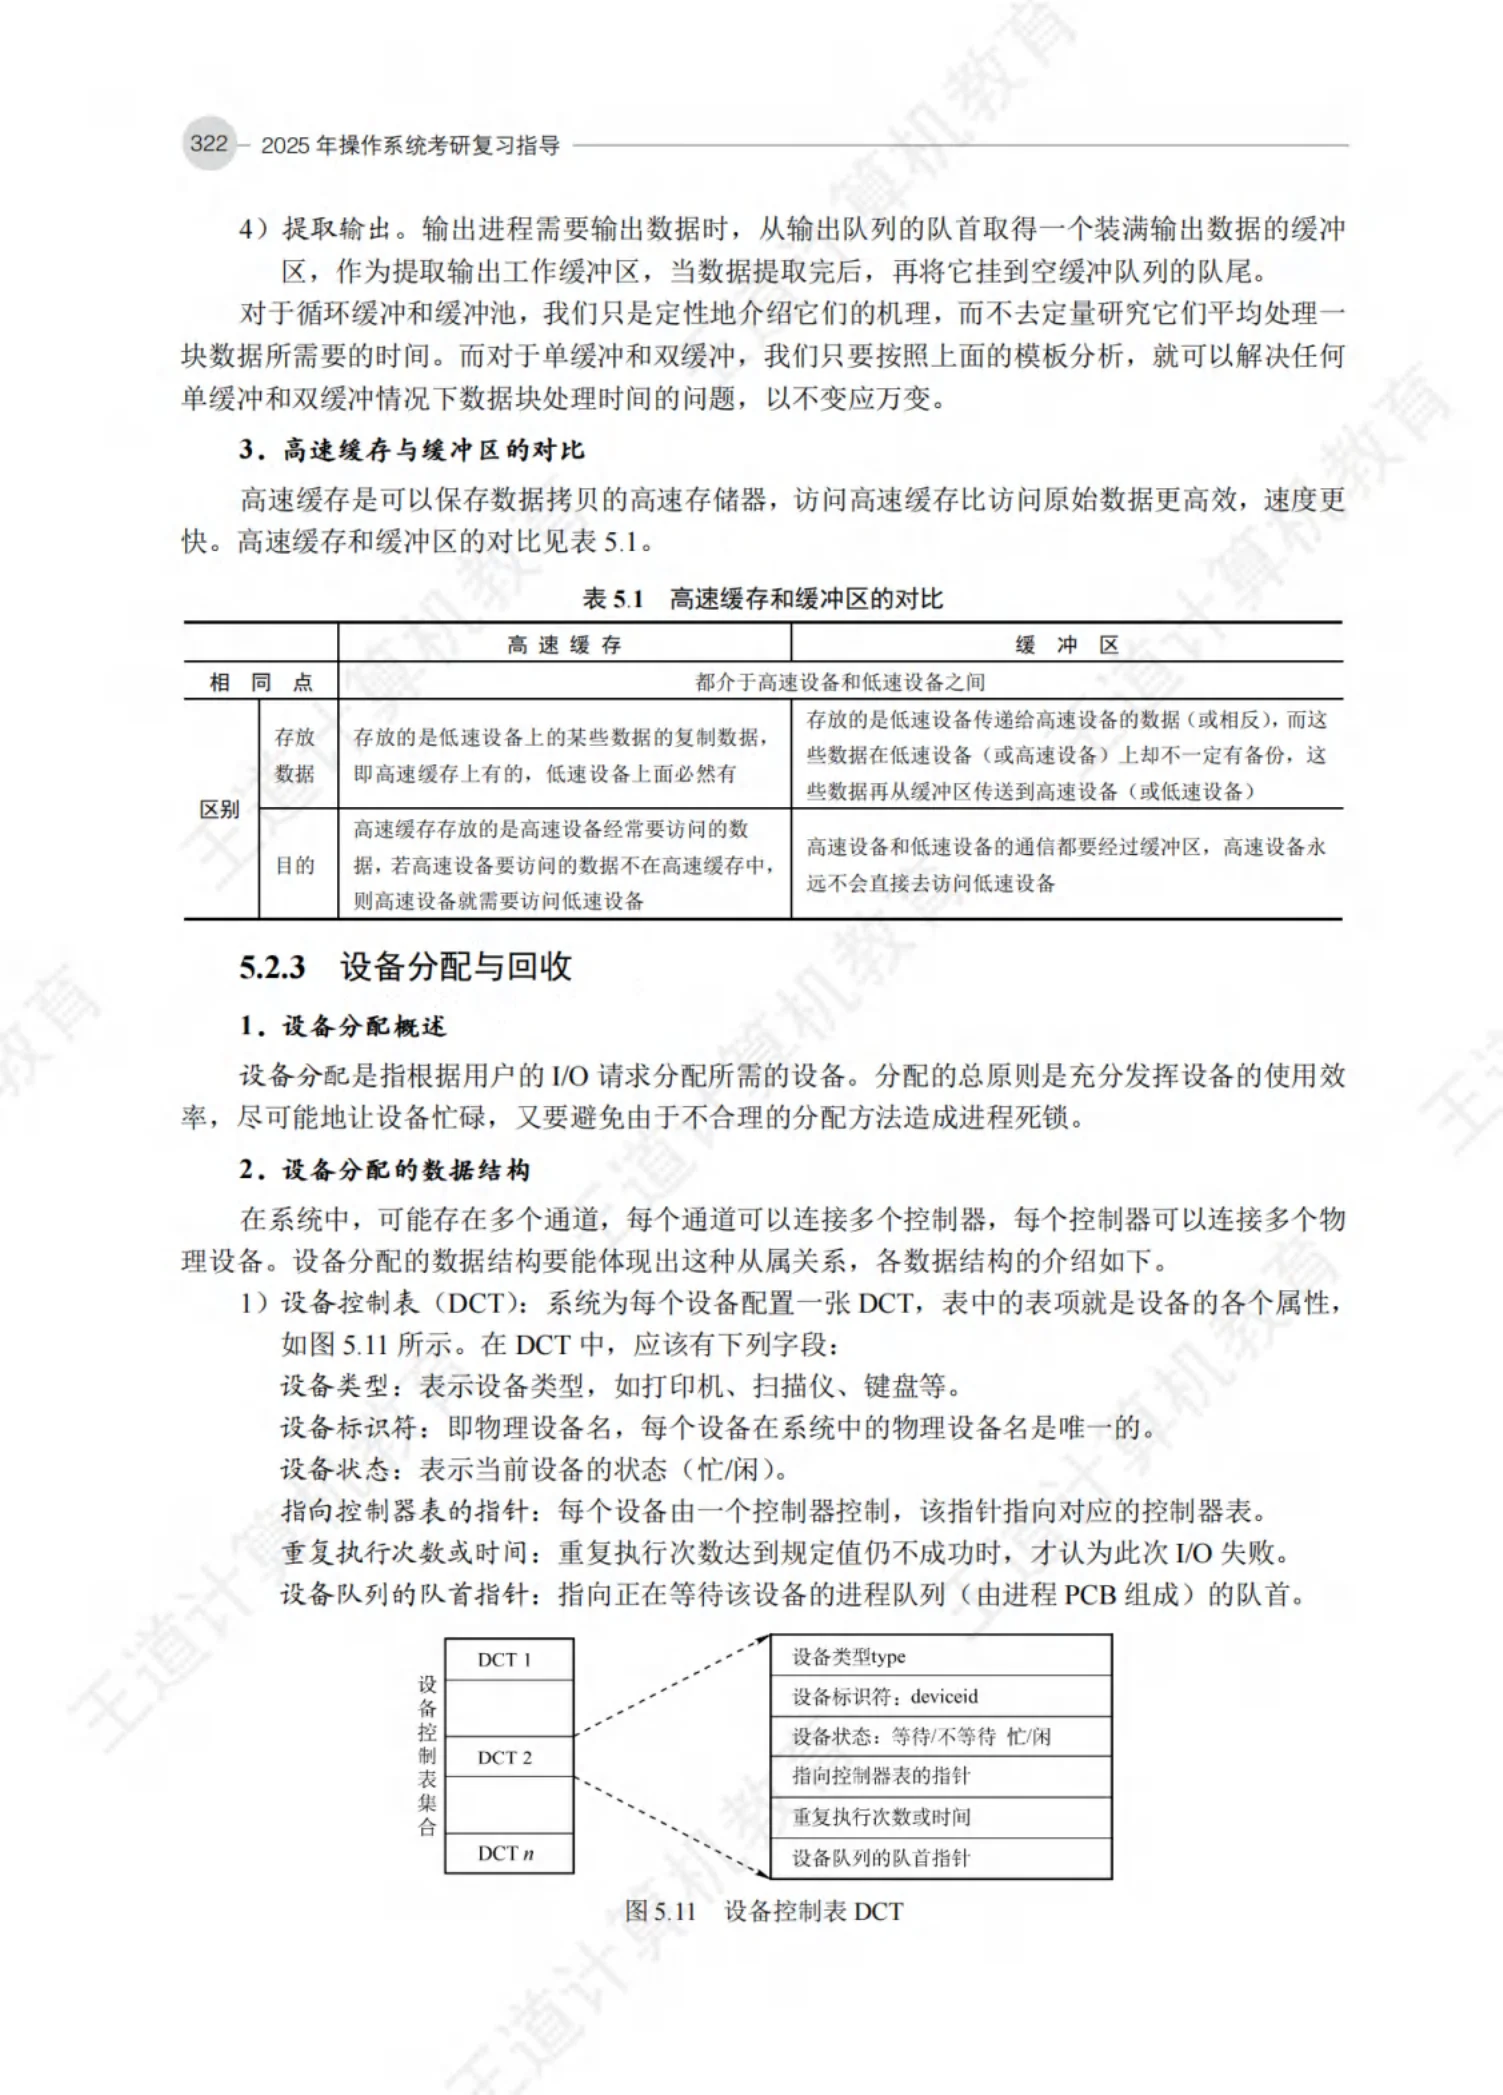 322 2025 年操作系统考研复习指导
4）提取输出。输出进程需要输出数据时，从输出队列的队首取得一个装满输出数据的缓冲
区，作为提取输出工作缓冲区，当数据提取完后，再将它挂到空缓冲队列的队尾。
对于循环缓冲和缓冲池，我们只是定性地介绍它们的机理，而不去定量研究它们平均处理一
块数据所需要的时间。而对于单缓冲和双缓冲，我们只要按照上面的模板分析，就可以解决任何
单缓冲和双缓冲情况下数据块处理时间的问题，以不变应万变。
3．高速缓存与缓冲区的对比
高速缓存是可以保存数据拷贝的高速存储器，访问高速缓存比访问原始数据更高效，速度更
快。高速缓存和缓冲区的对比见表 5.1。
表 5.1 高速缓存和缓冲区的对比
高速缓存 缓冲区
相同点 都介于高速设备和低速设备之间
区别
存放
数据
存放的是低速设备上的某些数据的复制数据，
即高速缓存上有的，低速设备上面必然有
存放的是低速设备传递给高速设备的数据（或相反），而这
些数据在低速设备（或高速设备）上却不一定有备份，这
些数据再从缓冲区传送到高速设备（或低速设备）
目的
高速缓存存放的是高速设备经常要访问的数
据，若高速设备要访问的数据不在高速缓存中，
则高速设备就需要访问低速设备
高速设备和低速设备的通信都要经过缓冲区，高速设备永
远不会直接去访问低速设备
5.2.3 设备分配与回收
1．设备分配概述
设备分配是指根据用户的 I/O 请求分配所需的设备。分配的总原则是充分发挥设备的使用效
率，尽可能地让设备忙碌，又要避免由于不合理的分配方法造成进程死锁。
2．设备分配的数据结构
在系统中，可能存在多个通道，每个通道可以连接多个控制器，每个控制器可以连接多个物
理设备。设备分配的数据结构要能体现出这种从属关系，各数据结构的介绍如下。
1）设备控制表（DCT）：系统为每个设备配置一张 DCT，表中的表项就是设备的各个属性，
如图 5.11 所示。在 DCT 中，应该有下列字段：
设备类型：表示设备类型，如打印机、扫描仪、键盘等。
设备标识符：即物理设备名，每个设备在系统中的物理设备名是唯一的。
设备状态：表示当前设备的状态（忙/闲）。
指向控制器表的指针：每个设备由一个控制器控制，该指针指向对应的控制器表。
重复执行次数或时间：重复执行次数达到规定值仍不成功时，才认为此次 I/O 失败。
设备队列的队首指针：指向正在等待该设备的进程队列（由进程 PCB 组成）的队首。
设备控制表集合
DCT 1
DCT 2
DCT n
设备类型type
设备标识符：deviceid
设备状态：等待/不等待 忙/闲
指向控制器表的指针
重复执行次数或时间
设备队列的队首指针
图 5.11 设备控制表 DCT
王道计算机教育